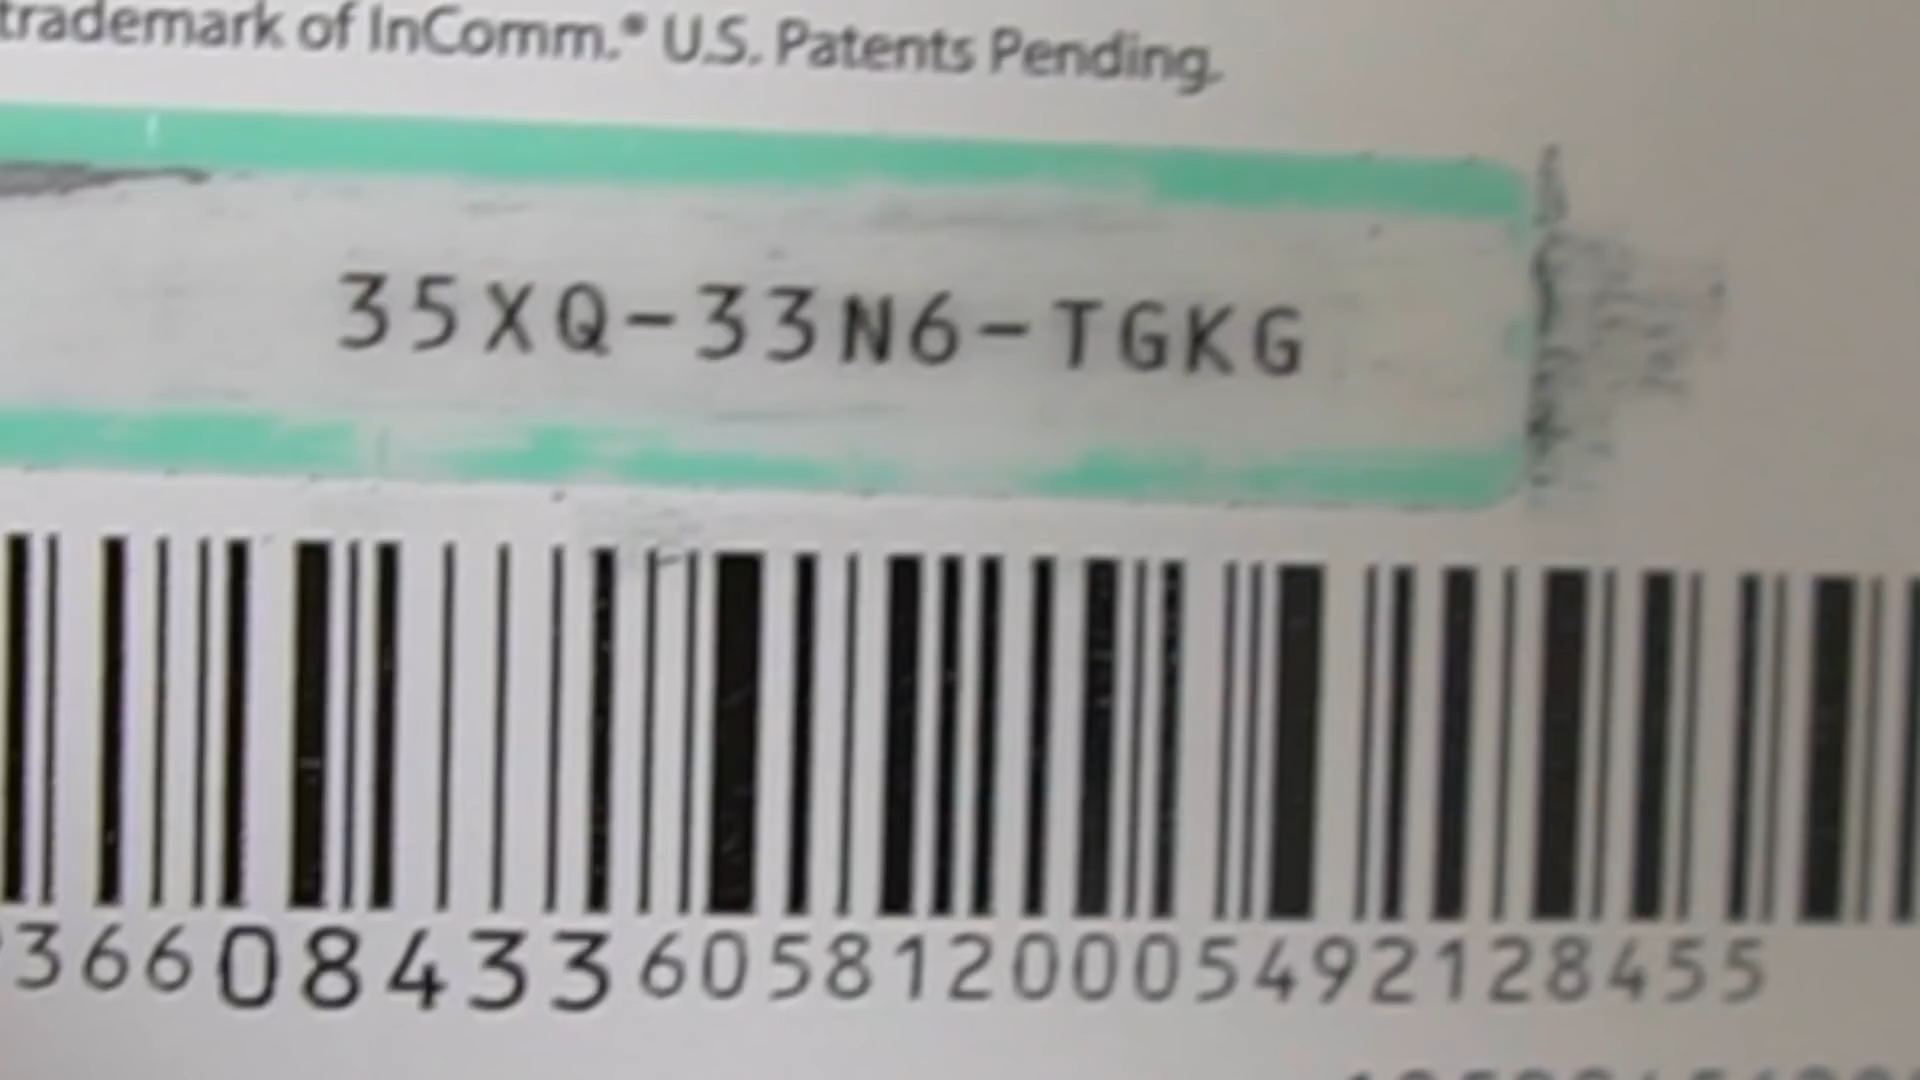 trademark of InComm.® U.S. Patents Pending.
35XQ-33N6-TGKG
366084336058120005492128455